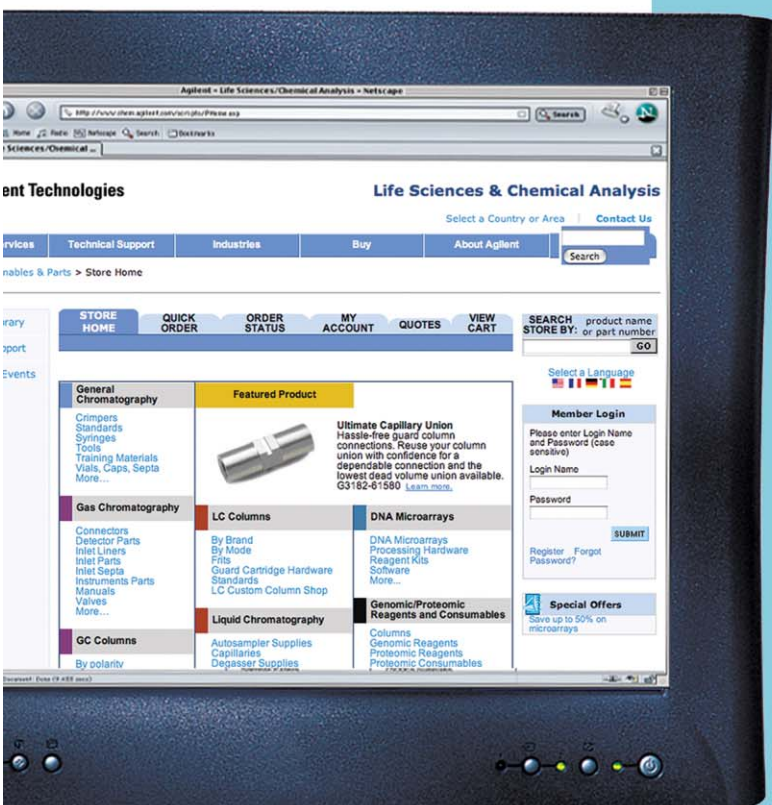 Agilent - Life Sciences/Chemical Analysis - Netscape
Search
Home Radio Netscape Search Bookmarks
Sciences/Chemical ...
ent Technologies
Life Sciences & Chemical Analysis
Select a Country or Area | Contact Us
rvices Technical Support Industries Buy About Agilent
Search
mables & Parts > Store Home
STORE HOME
QUICK ORDER
ORDER STATUS
MY ACCOUNT
QUOTES
VIEW CART
SEARCH STORE BY:
product name
or part number
GO
rary
pport
Events
Select a Language
General
Chromatography
Crimpers
Standards
Syringes
Tools
Training Materials
Vials, Caps, Septa
More...
Featured Product
Ultimate Capillary Union
Hassle-free guard column
connections. Reuse your column
union with confidence for a
dependable connection and the
lowest dead volume union available.
G3182-61580 Learn more.
Gas Chromatography
Connectors
Detector Parts
Inlet Liners
Inlet Parts
Inlet Septa
Instruments Parts
Manuals
Valves
More...
GC Columns
By polarity
LC Columns
By Brand
By Mode
Frits
Guard Cartridge Hardware
Standards
LC Custom Column Shop
Liquid Chromatography
Autosampler Supplies
Capillaries
Degasser Supplies
DNA Microarrays
DNA Microarrays
Processing Hardware
Reagent Kits
Software
More...
Genomic/Proteomic
Reagents and Consumables
Columns
Genomic Reagents
Proteomic Reagents
Proteomic Consumables
Member Login
Please enter Login Name
and Password (case
sensitive)
Login Name
Password
SUBMIT
Register Forgot
Password?
Special Offers
Save up to 50% on
microarrays